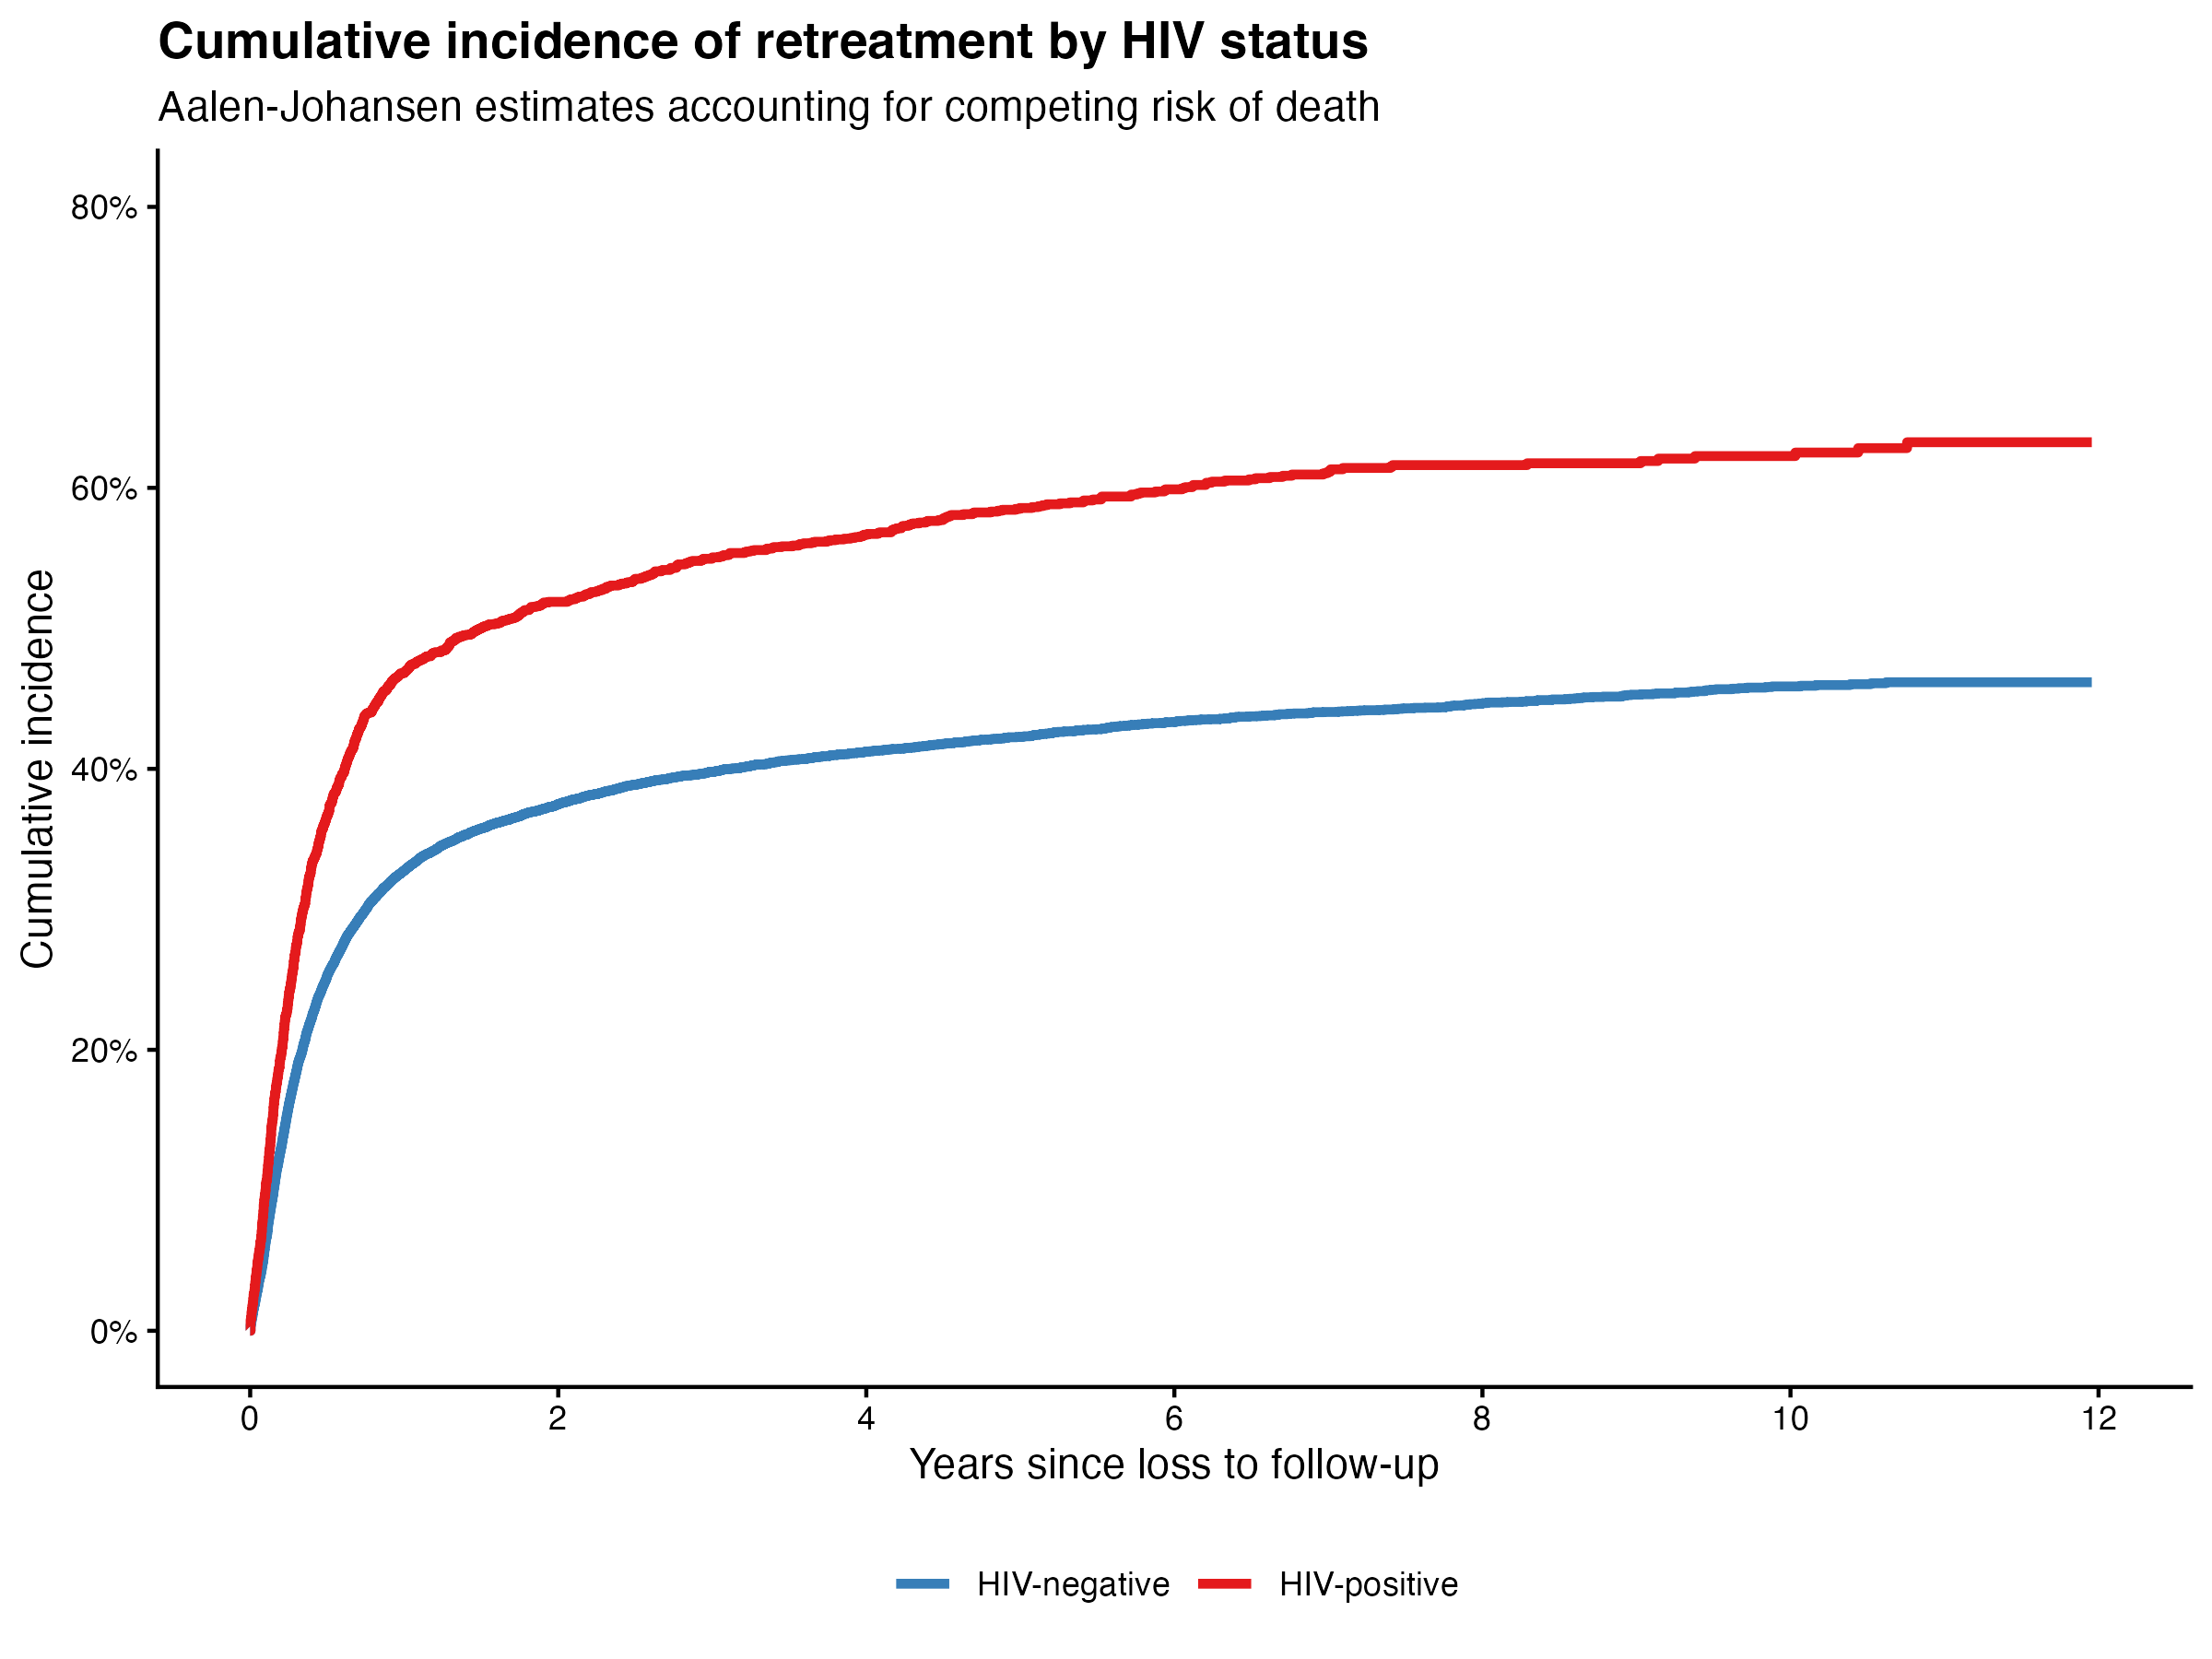 Cumulative incidence of retreatment by HIV status
Aalen-Johansen estimates accounting for competing risk of death
80%
60%
40%
20%
0%
Cumulative incidence
0 2 4 6 8 10 12
Years since loss to follow-up
HIV-negative HIV-positive